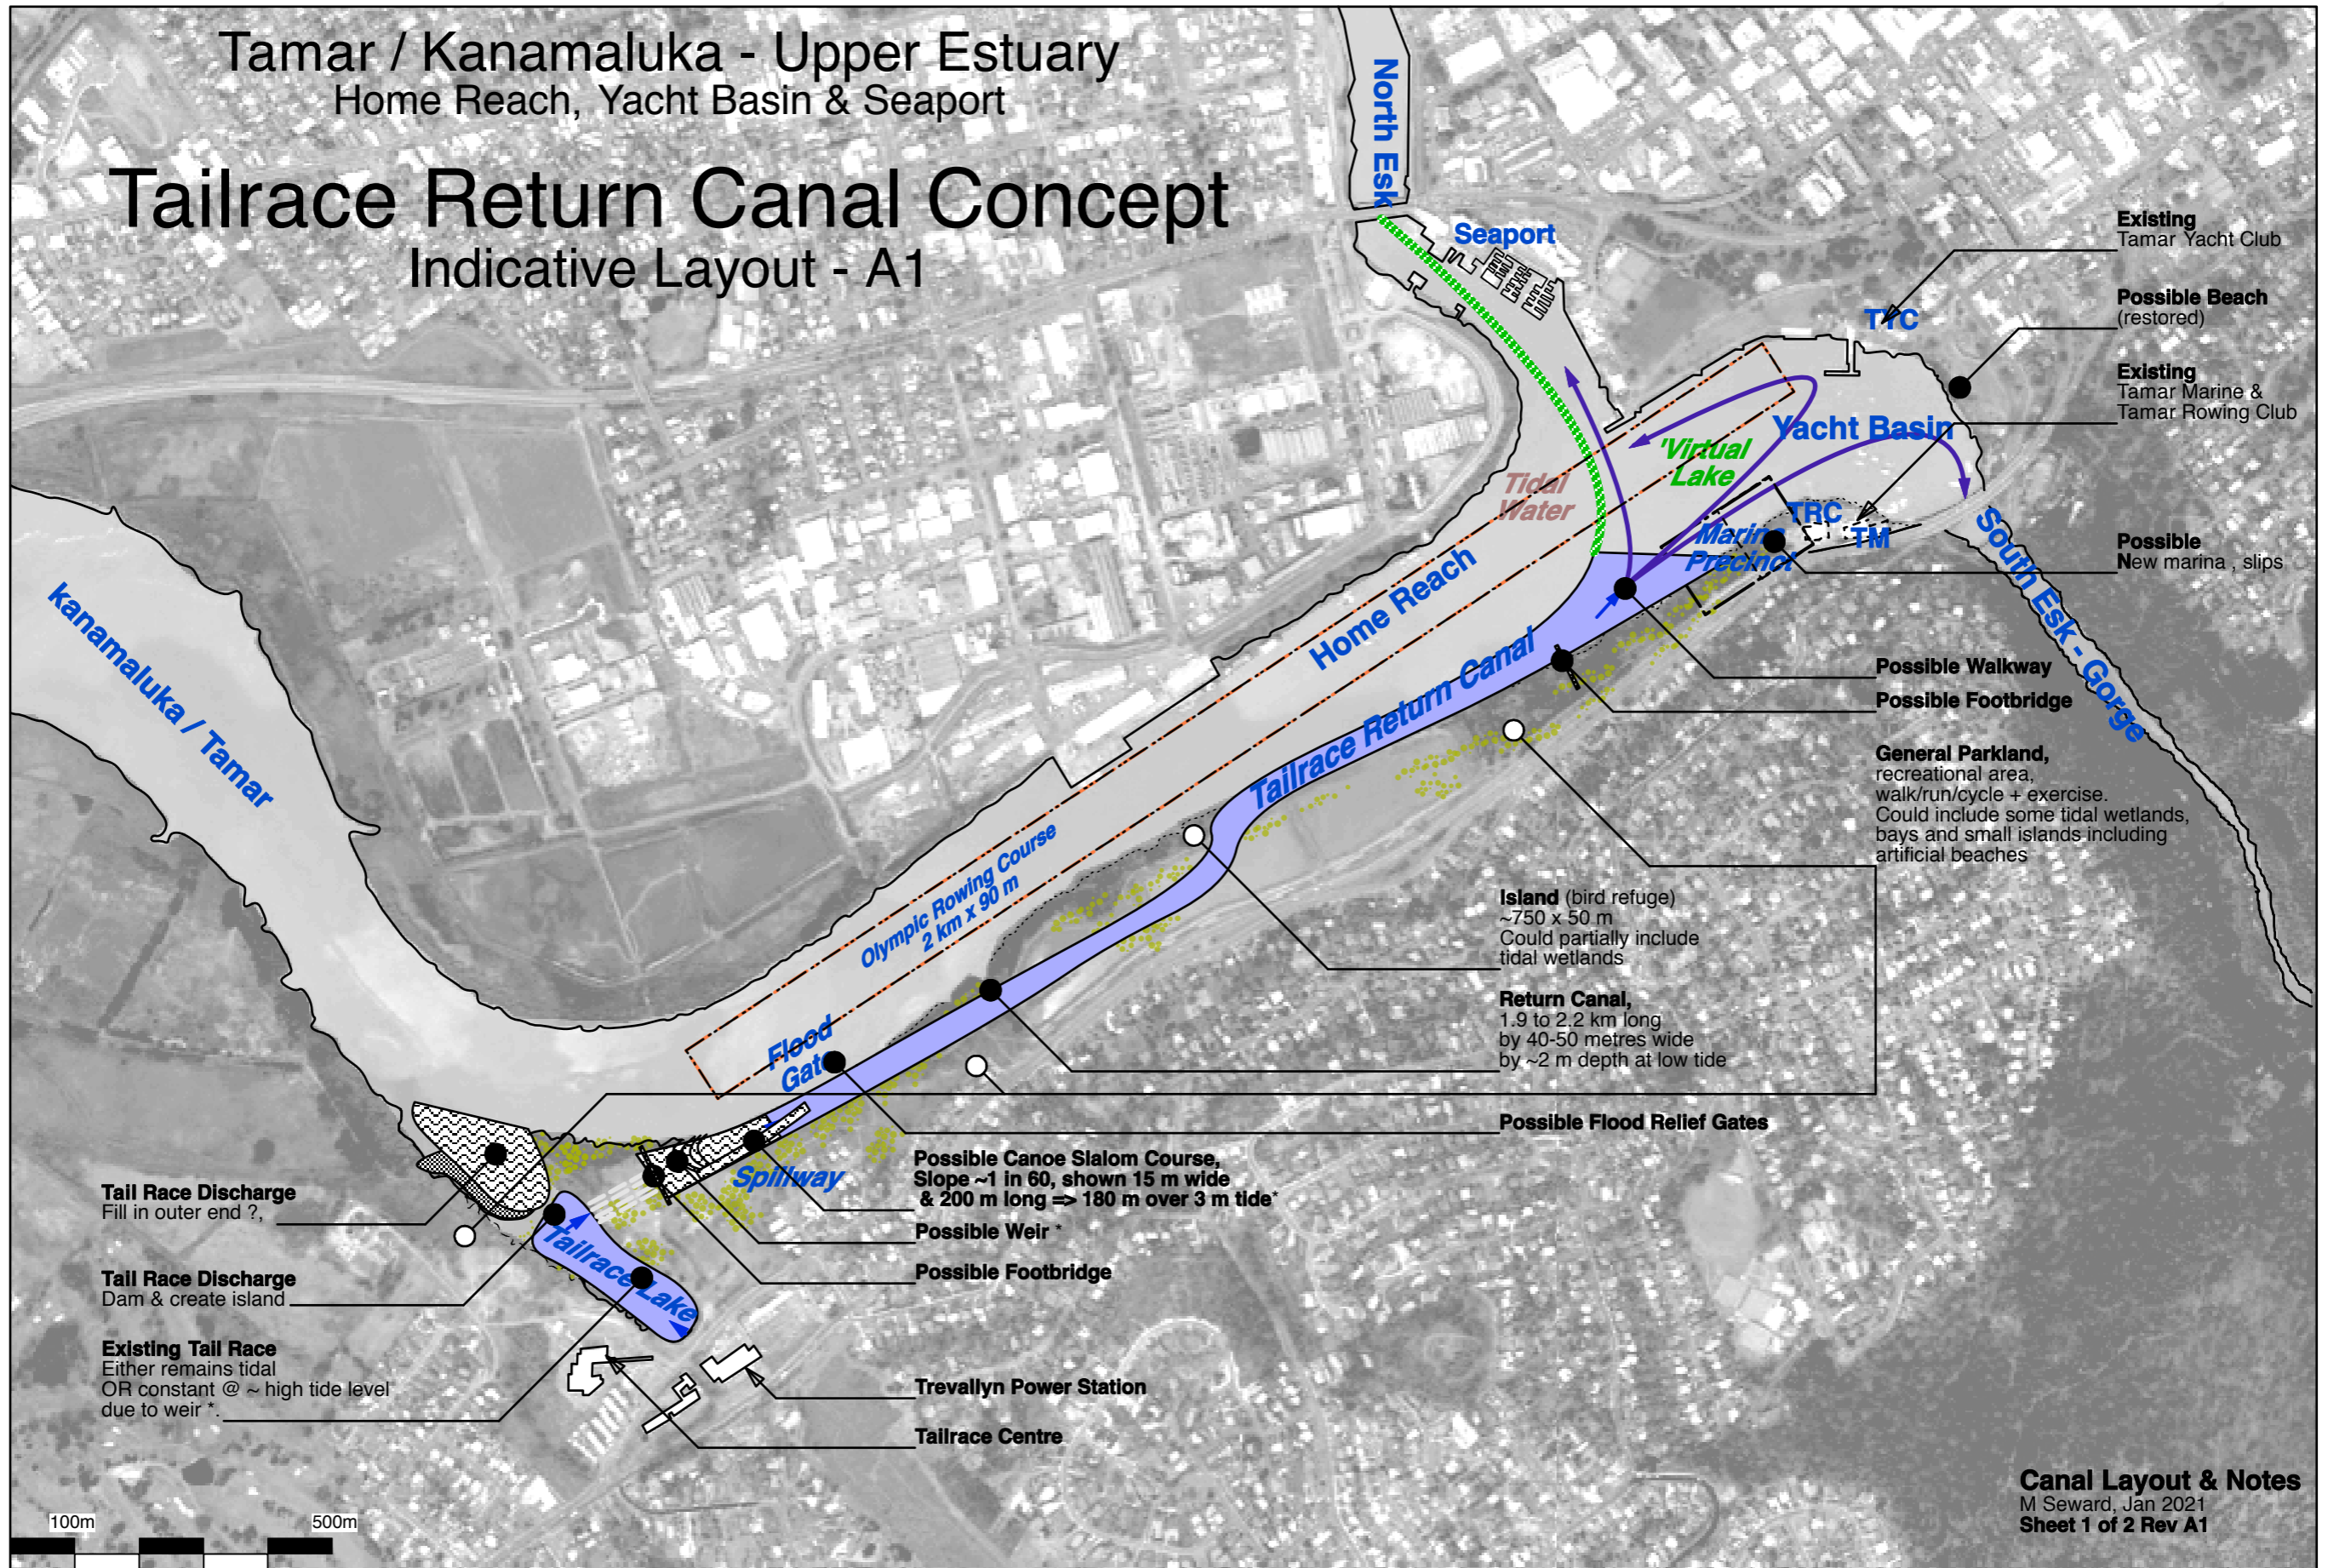 Tamar / Kanamaluka - Upper Estuary
Home Reach, Yacht Basin & Seaport
Tailrace Return Canal Concept
Indicative Layout - A1
North Esk
Seaport
Existing
Tamar Yacht Club
Possible Beach
(restored)
TYC
Existing
Tamar Marine &
Tamar Rowing Club
Yacht Basin
'Virtual
Lake
Tidal
Water
TRC
TM
Marine
Precinct
Possible
New marina , slips
South Esk - Gorge
Home Reach
kanamaluka / Tamar
Tailrace Return Canal
Possible Walkway
Possible Footbridge
General Parkland,
recreational area,
walk/run/cycle + exercise.
Could include some tidal wetlands,
bays and small islands including
artificial beaches
Olympic Rowing Course
2 km x 90 m
Island (bird refuge)
~750 x 50 m
Could partially include
tidal wetlands
Return Canal,
1.9 to 2.2 km long
by 40-50 metres wide
by ~2 m depth at low tide
Flood
Gate
Possible Flood Relief Gates
Spillway
Possible Canoe Slalom Course,
Slope ~1 in 60, shown 15 m wide
& 200 m long => 180 m over 3 m tide*
Possible Weir *
Possible Footbridge
Tail Race Discharge
Fill in outer end ?,
Tailrace Lake
Tail Race Discharge
Dam & create island
Existing Tail Race
Either remains tidal
OR constant @ ~ high tide level
due to weir *.
Trevallyn Power Station
Tailrace Centre
Canal Layout & Notes
M Seward, Jan 2021
Sheet 1 of 2 Rev A1
100m
500m